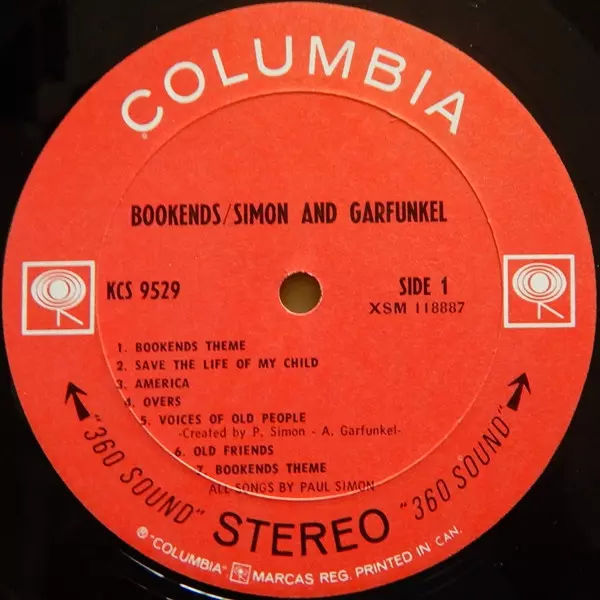 COLUMBIA
BOOKENDS/SIMON AND GARFUNKEL
KCS 9529
SIDE 1
XSM 118887
1. BOOKENDS THEME
2. SAVE THE LIFE OF MY CHILD
3. AMERICA
4. OVERS
5. VOICES OF OLD PEOPLE
-Created by P. Simon - A. Garfunkel-
6. OLD FRIENDS
7. BOOKENDS THEME
ALL SONGS BY PAUL SIMON
"360 SOUND" STEREO "360 SOUND"
® "COLUMBIA" MARCAS REG. PRINTED IN CAN.